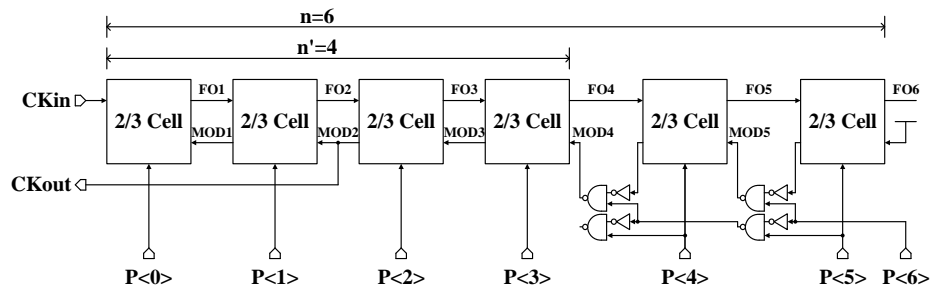 n=6
n'=4
CKin
FO1
FO2
FO3
FO4
FO5
FO6
2/3 Cell
2/3 Cell
2/3 Cell
2/3 Cell
2/3 Cell
2/3 Cell
MOD1
MOD2
MOD3
MOD4
MOD5
CKout
P<0>
P<1>
P<2>
P<3>
P<4>
P<5>
P<6>